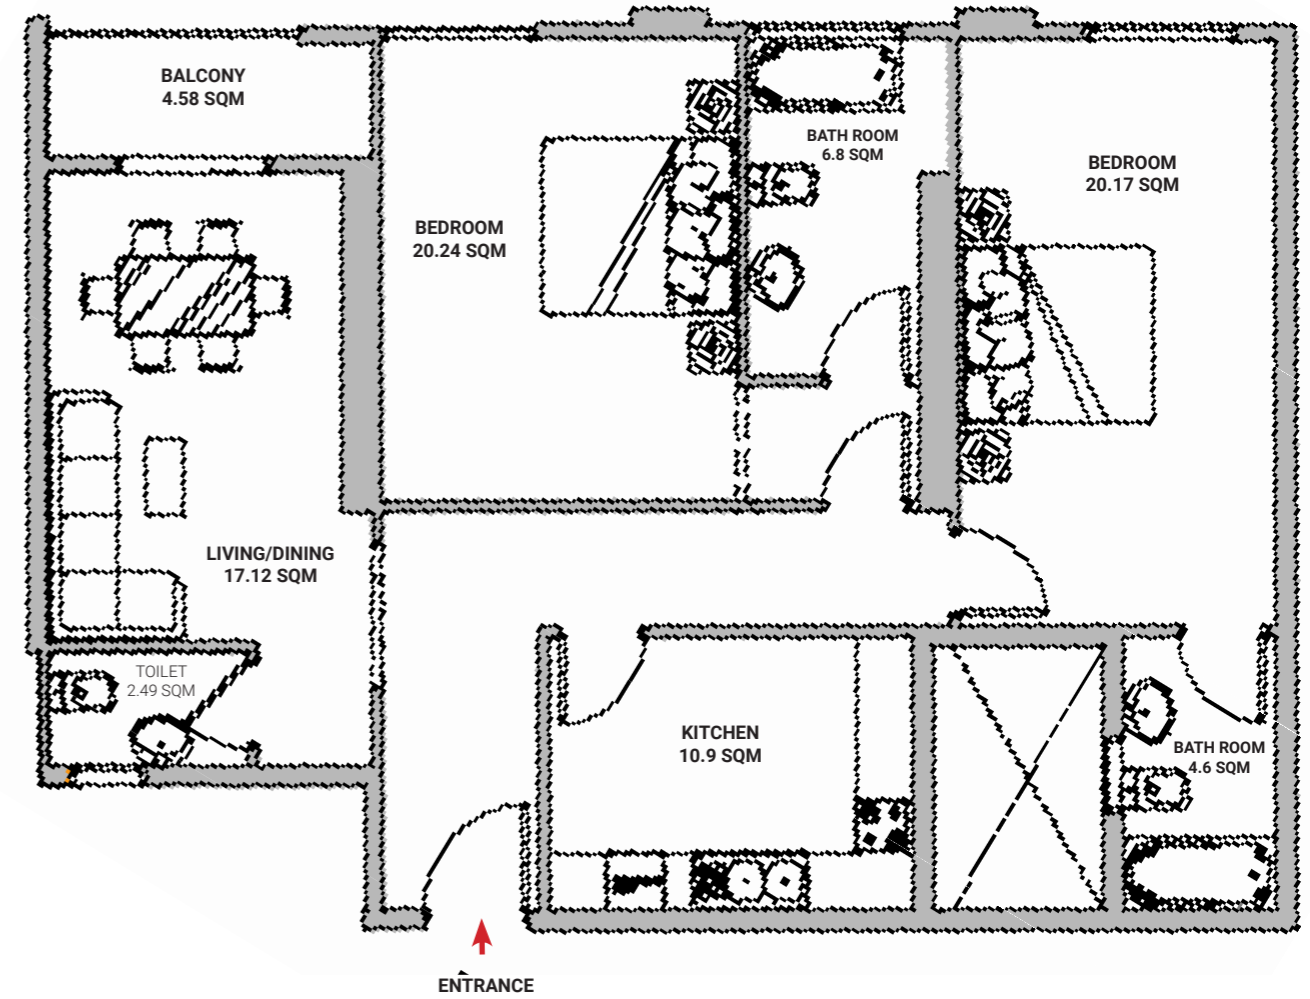 BALCONY
4.58 SQM
BATH ROOM
6.8 SQM
BEDROOM
20.17 SQM
BEDROOM
20.24 SQM
LIVING/DINING
17.12 SQM
TOILET
2.49 SQM
KITCHEN
10.9 SQM
BATH ROOM
4.6 SQM
ENTRANCE